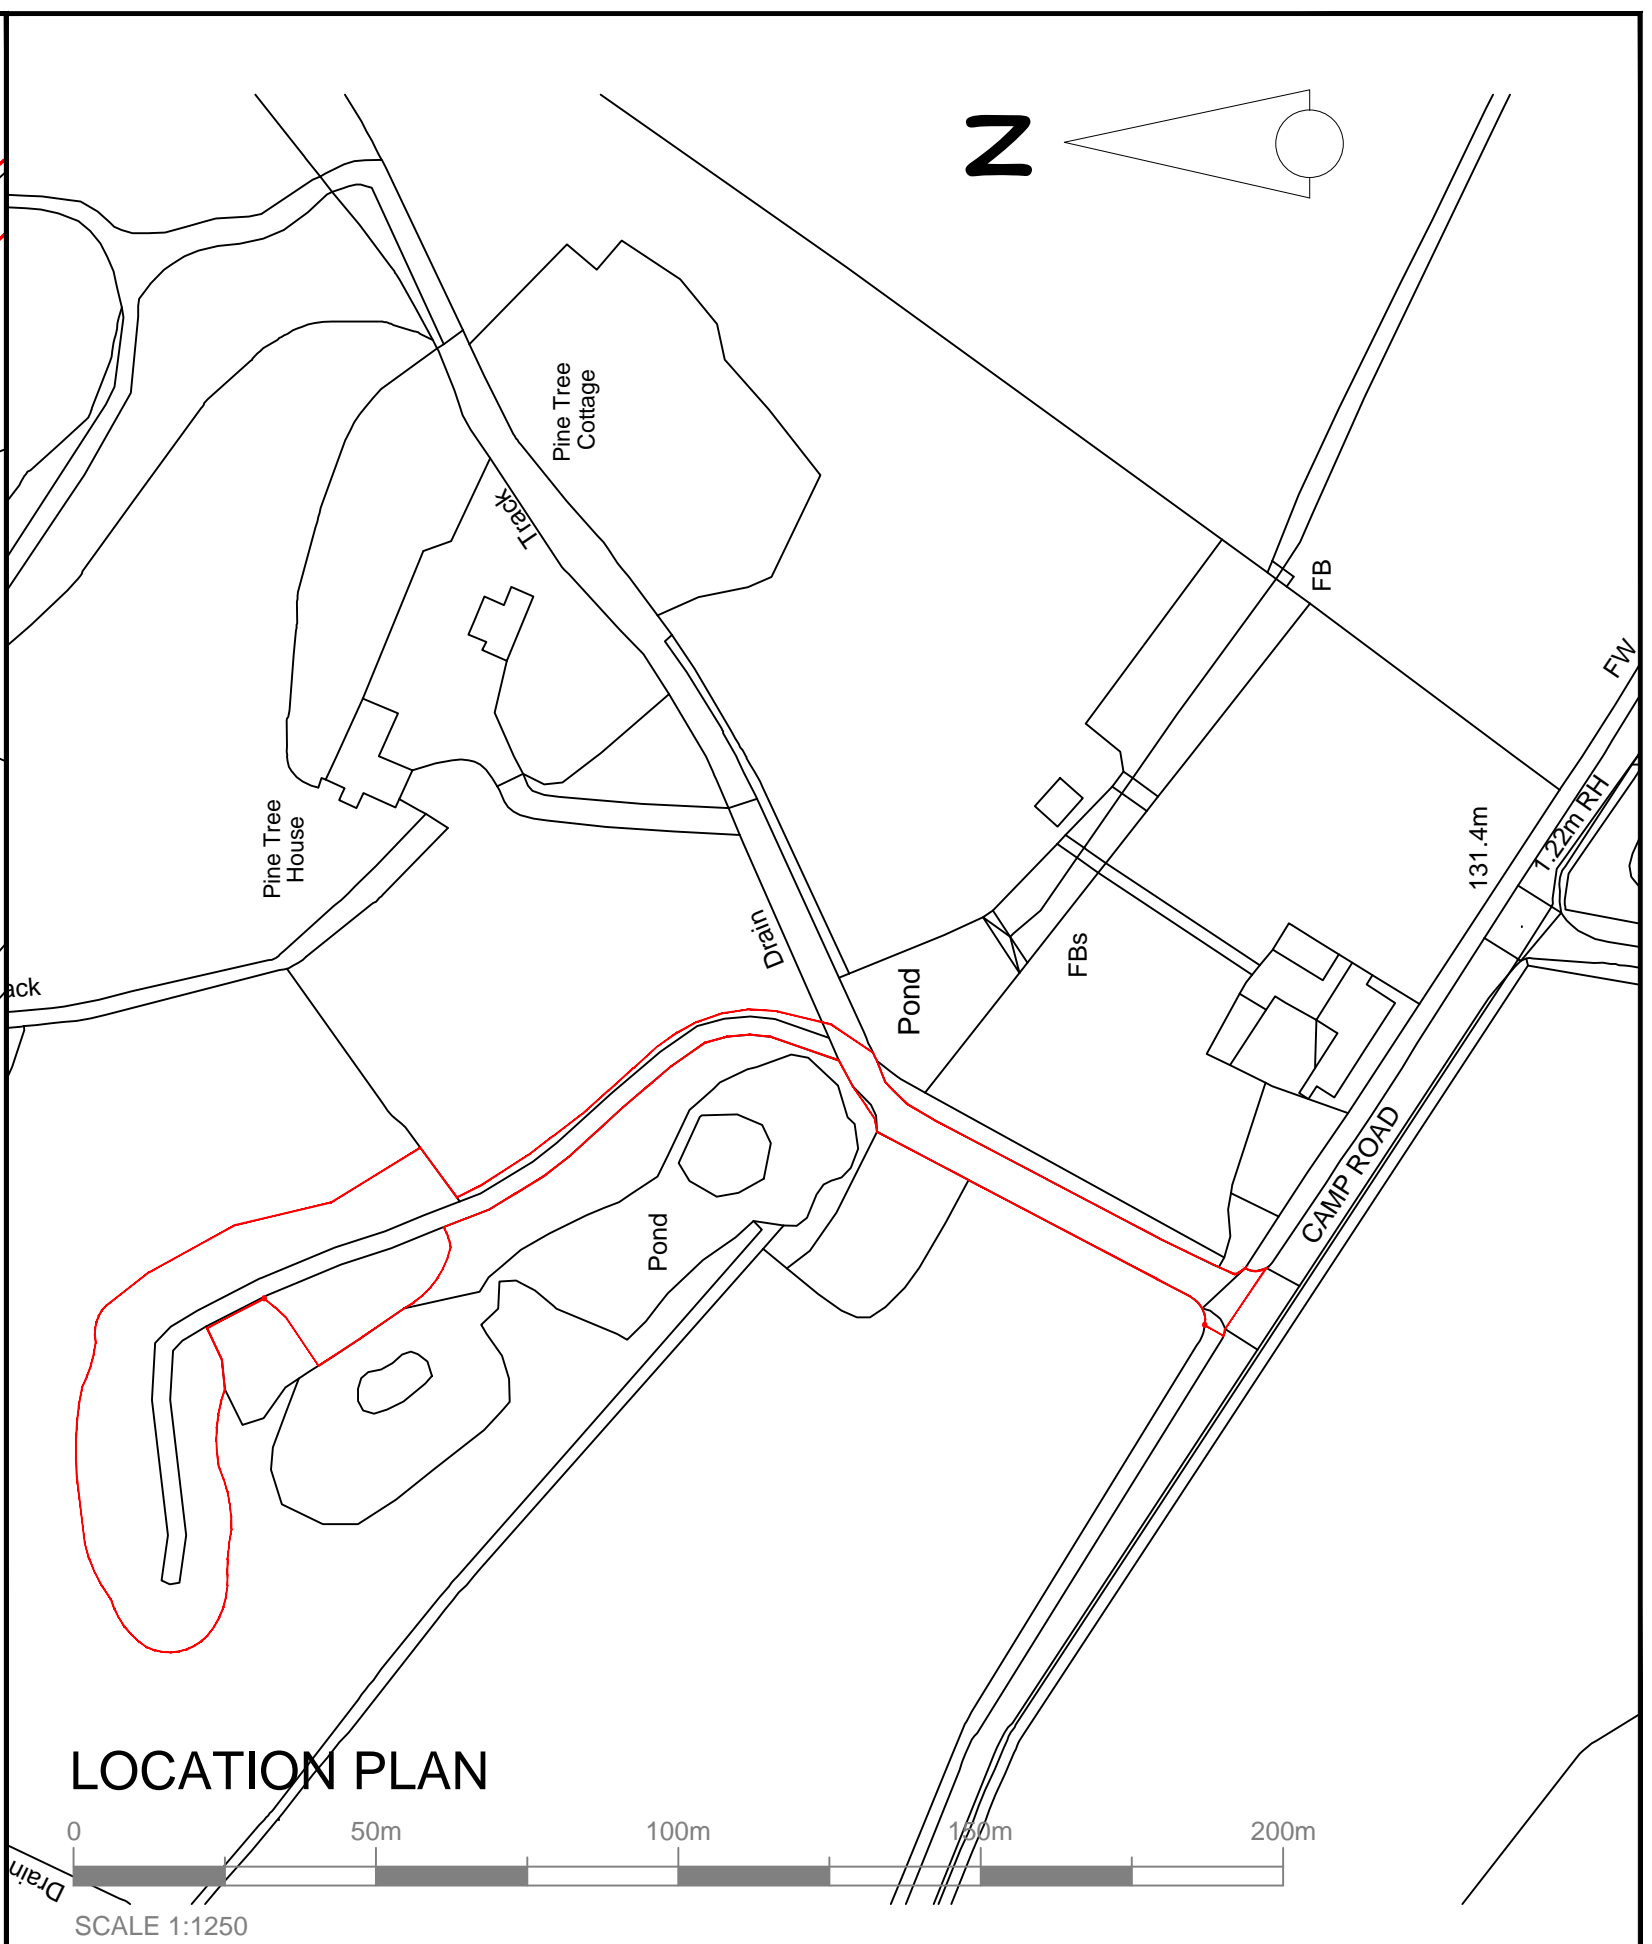 N
Pine Tree
Cottage
Track
FB
FW
1.22m RH
131.4m
Pine Tree
House
Drain
FBs
Pond
ack
CAMP ROAD
Pond
LOCATION PLAN
0 50m 100m 150m 200m
Drain
SCALE 1:1250